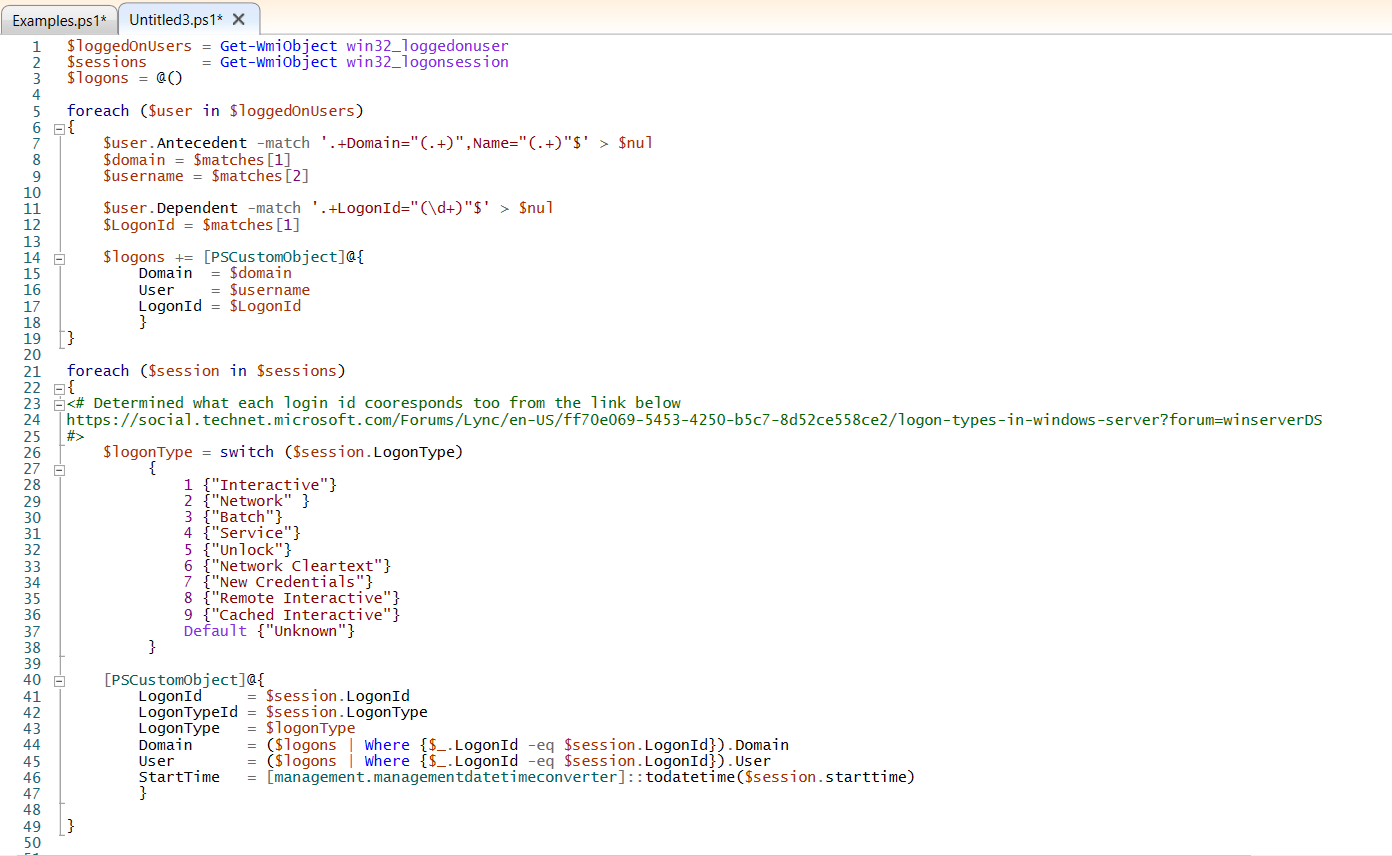 Examples.ps1* Untitled3.ps1* ✕
1 $loggedOnUsers = Get-WmiObject win32_loggedonuser
2 $sessions      = Get-WmiObject win32_logonsession
3 $logons = @()
4
5 foreach ($user in $loggedOnUsers)
6 {
7     $user.Antecedent -match '.+Domain="(.+)",Name="(.+)"$' > $nul
8     $domain = $matches[1]
9     $username = $matches[2]
10
11     $user.Dependent -match '.+LogonId="(\d+)"$' > $nul
12     $LogonId = $matches[1]
13
14     $logons += [PSCustomObject]@{
15         Domain  = $domain
16         User    = $username
17         LogonId = $LogonId
18         }
19 }
20
21 foreach ($session in $sessions)
22 {
23 <# Determined what each login id cooresponds too from the link below
24 https://social.technet.microsoft.com/Forums/Lync/en-US/ff70e069-5453-4250-b5c7-8d52ce558ce2/logon-types-in-windows-server?forum=winserverDS
25 #>
26     $logonType = switch ($session.LogonType)
27          {
28              1 {"Interactive"}
29              2 {"Network" }
30              3 {"Batch"}
31              4 {"Service"}
32              5 {"Unlock"}
33              6 {"Network Cleartext"}
34              7 {"New Credentials"}
35              8 {"Remote Interactive"}
36              9 {"Cached Interactive"}
37              Default {"Unknown"}
38          }
39
40     [PSCustomObject]@{
41         LogonId     = $session.LogonId
42         LogonTypeId = $session.LogonType
43         LogonType   = $logonType
44         Domain      = ($logons | Where {$_.LogonId -eq $session.LogonId}).Domain
45         User        = ($logons | Where {$_.LogonId -eq $session.LogonId}).User
46         StartTime   = [management.managementdatetimeconverter]::todatetime($session.starttime)
47         }
48
49 }
50